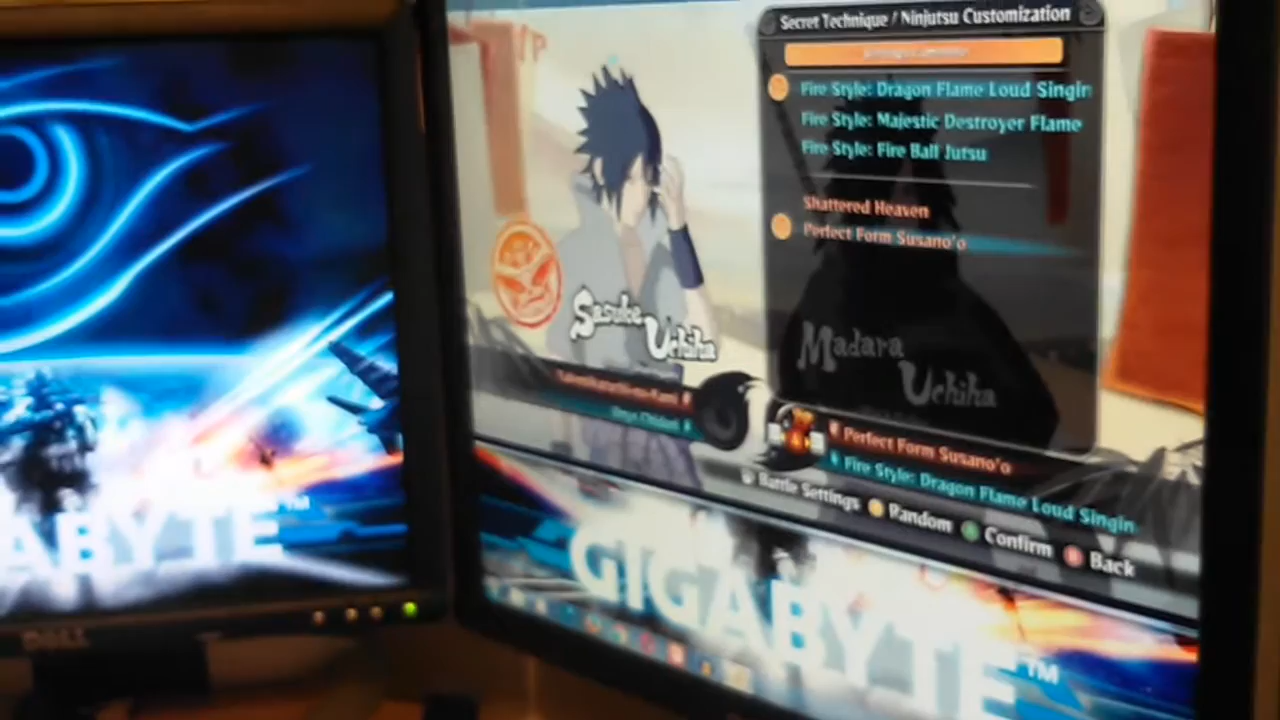 Secret Technique / Ninjutsu Customization
Fire Style: Dragon Flame Loud Singin
Fire Style: Majestic Destroyer Flame
Fire Style: Fire Ball Jutsu
Shattered Heaven
Perfect Form Susano'o
Sasuke
Uchiha
Madara
Uchiha
Perfect Form Susano'o
Fire Style: Dragon Flame Loud Singin
Battle Settings Random Confirm Back
GIGABYTE™
ABYTE™
DELL